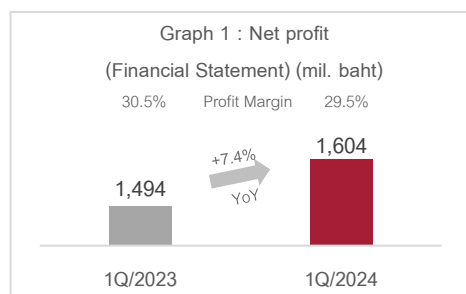 Graph 1 : Net profit
(Financial Statement) (mil. baht)
30.5% Profit Margin 29.5%
1,604
+7.4%
1,494
YoY
1Q/2023 1Q/2024